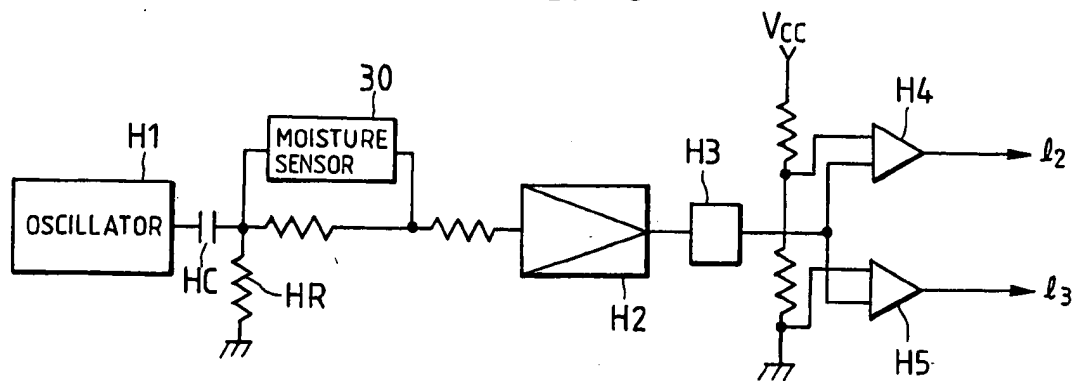 VCC
30
H4
H1
MOISTURE
SENSOR
H3
l2
OSCILLATOR
HC
HR
H2
l3
H5